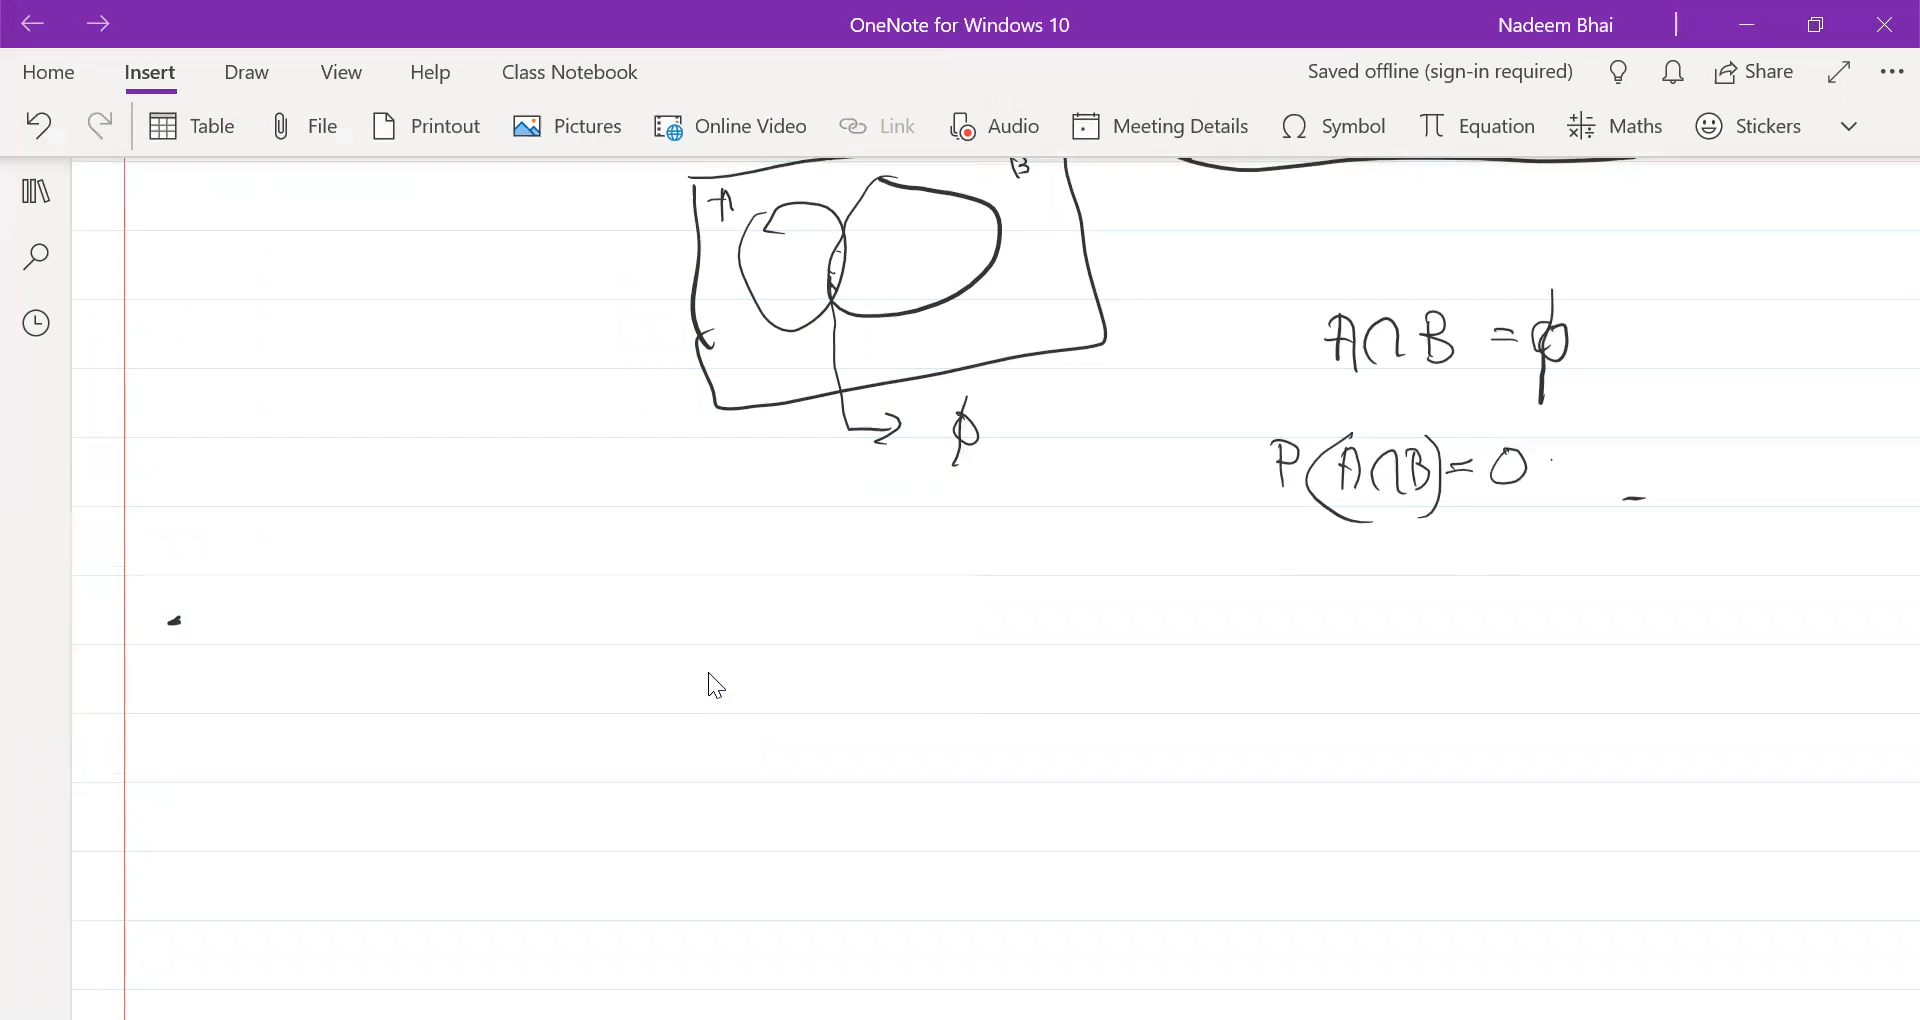 OneNote for Windows 10
Nadeem Bhai
Home Insert Draw View Help Class Notebook
Saved offline (sign-in required) Share
Table File Printout Pictures Online Video Link Audio Meeting Details Symbol Equation Maths Stickers
B
A
A∩B = ϕ
ϕ
P(A∩B) = 0